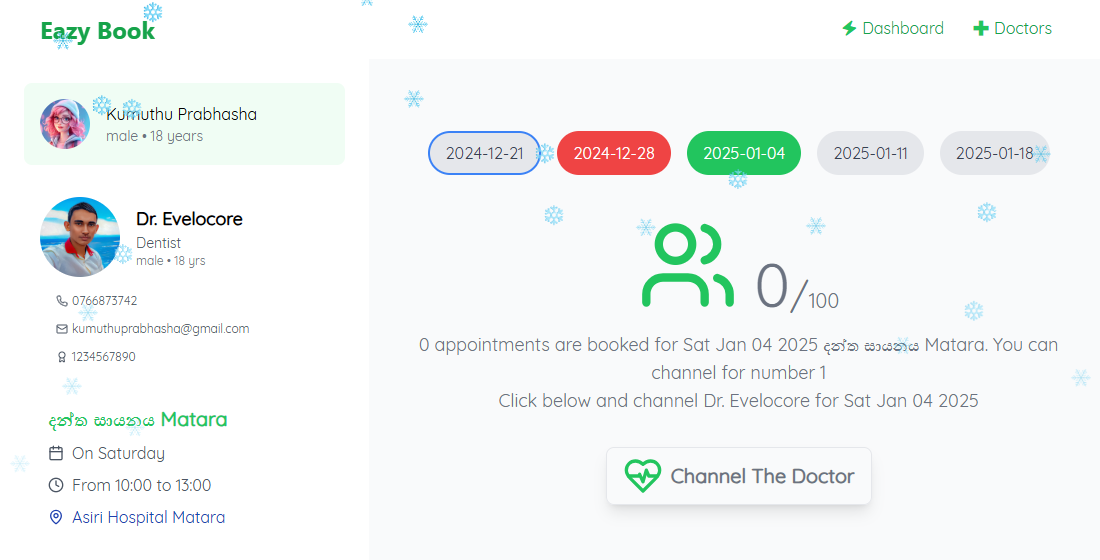 Eazy Book
Dashboard
Doctors
Kumuthu Prabhasha
male • 18 years
Dr. Evelocore
Dentist
male • 18 yrs
0766873742
kumuthuprabhasha@gmail.com
1234567890
දන්ත සායනය Matara
On Saturday
From 10:00 to 13:00
Asiri Hospital Matara
2024-12-21
2024-12-28
2025-01-04
2025-01-11
2025-01-18
0/100
0 appointments are booked for Sat Jan 04 2025 දන්ත සායනය Matara. You can
channel for number 1
Click below and channel Dr. Evelocore for Sat Jan 04 2025
Channel The Doctor